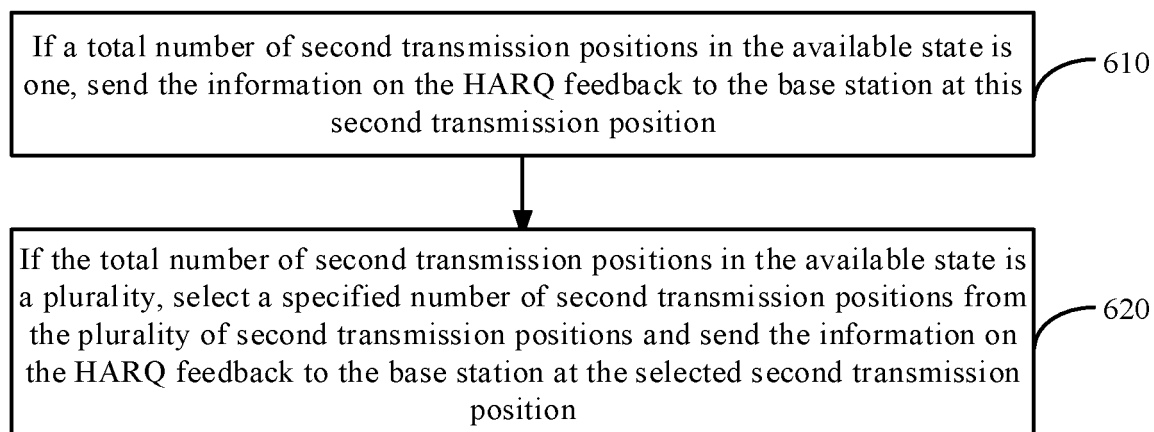 If a total number of second transmission positions in the available state is
one, send the information on the HARQ feedback to the base station at this
second transmission position
610
If the total number of second transmission positions in the available state is
a plurality, select a specified number of second transmission positions from
the plurality of second transmission positions and send the information on
the HARQ feedback to the base station at the selected second transmission
position
620